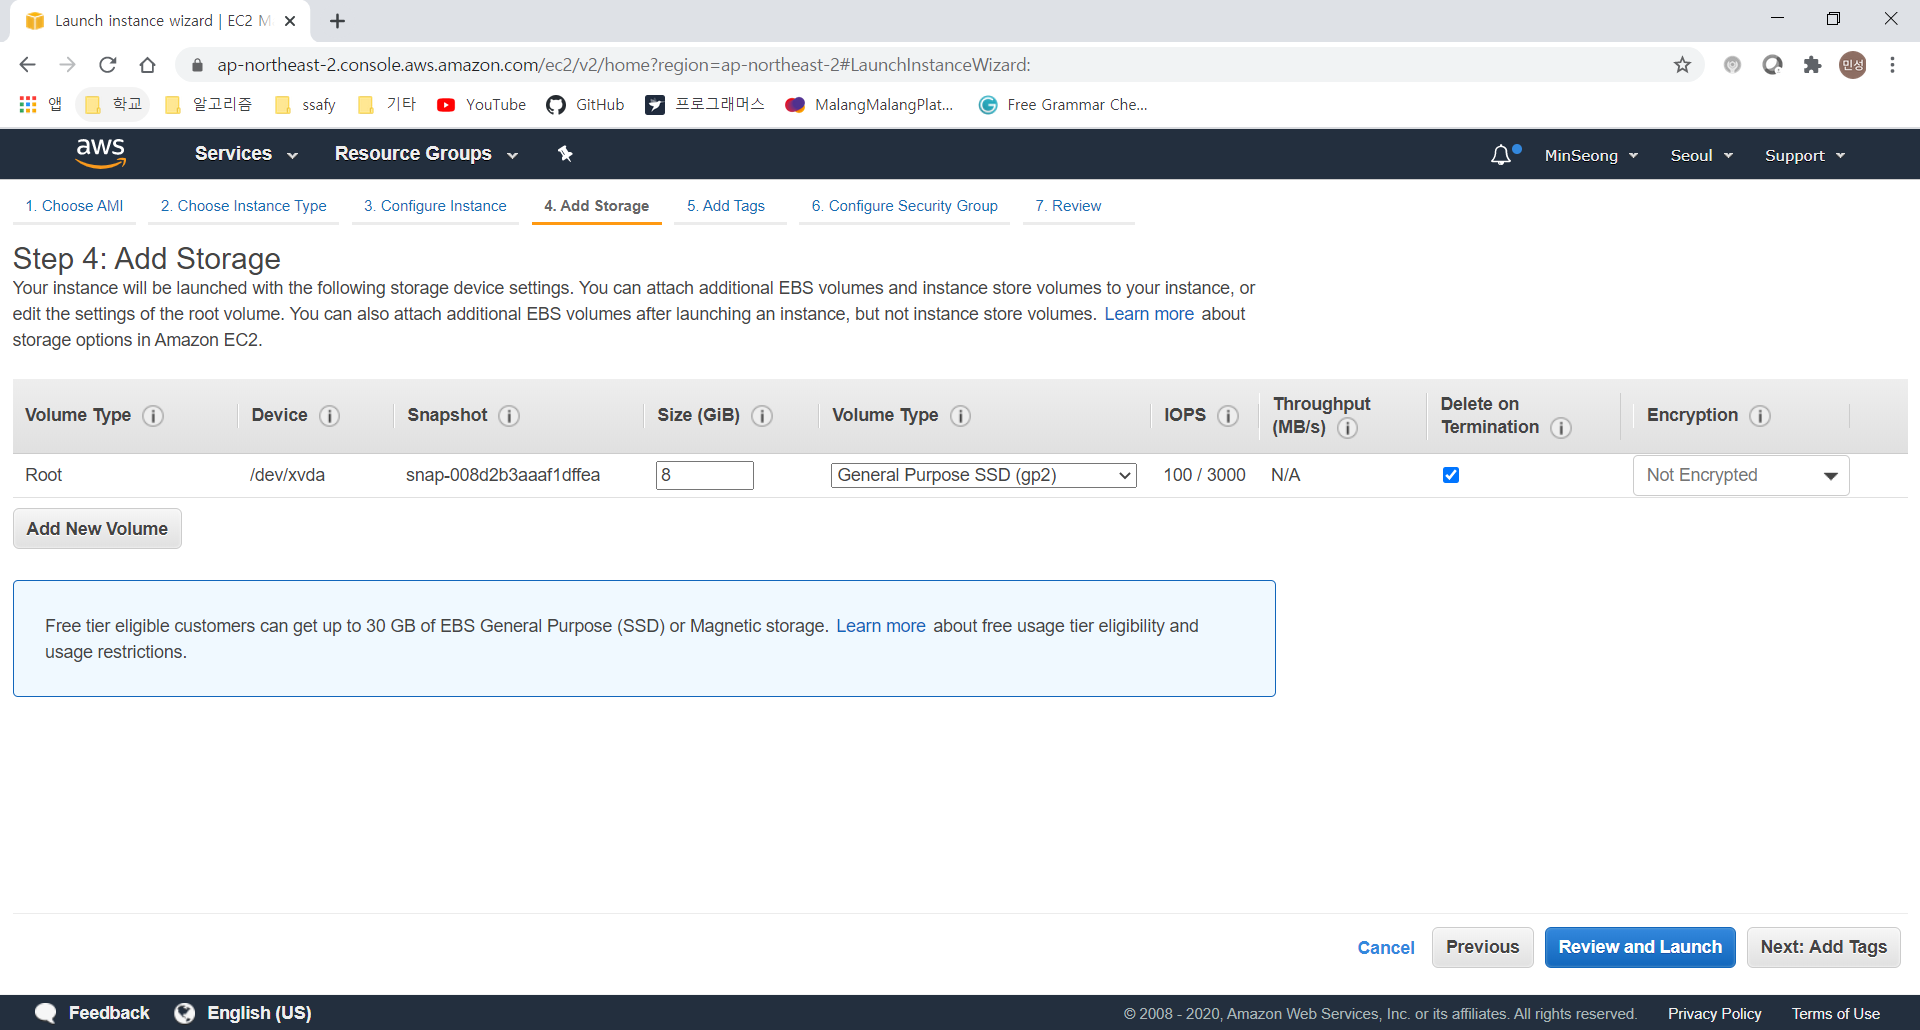 Launch instance wizard | EC2 M
ap-northeast-2.console.aws.amazon.com/ec2/v2/home?region=ap-northeast-2#LaunchInstanceWizard:
민성
앱 학교 알고리즘 ssafy 기타 YouTube GitHub 프로그래머스 MalangMalangPlat... Free Grammar Che...
aws Services Resource Groups MinSeong Seoul Support
1. Choose AMI 2. Choose Instance Type 3. Configure Instance 4. Add Storage 5. Add Tags 6. Configure Security Group 7. Review
Step 4: Add Storage
Your instance will be launched with the following storage device settings. You can attach additional EBS volumes and instance store volumes to your instance, or
edit the settings of the root volume. You can also attach additional EBS volumes after launching an instance, but not instance store volumes. Learn more about
storage options in Amazon EC2.
Volume Type i Device i Snapshot i Size (GiB) i Volume Type i IOPS i Throughput (MB/s) i Delete on Termination i Encryption i
Root /dev/xvda snap-008d2b3aaaf1dffea 8 General Purpose SSD (gp2) 100 / 3000 N/A Not Encrypted
Add New Volume
Free tier eligible customers can get up to 30 GB of EBS General Purpose (SSD) or Magnetic storage. Learn more about free usage tier eligibility and
usage restrictions.
Cancel Previous Review and Launch Next: Add Tags
Feedback English (US) © 2008 - 2020, Amazon Web Services, Inc. or its affiliates. All rights reserved. Privacy Policy Terms of Use